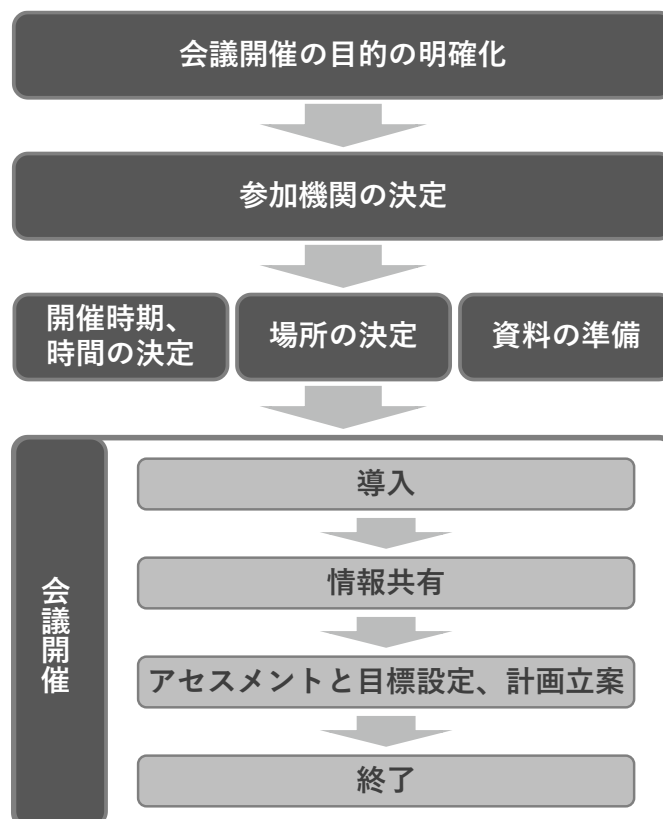 会議開催の目的の明確化
参加機関の決定
開催時期、
時間の決定
場所の決定
資料の準備
会議開催
導入
情報共有
アセスメントと目標設定、計画立案
終了